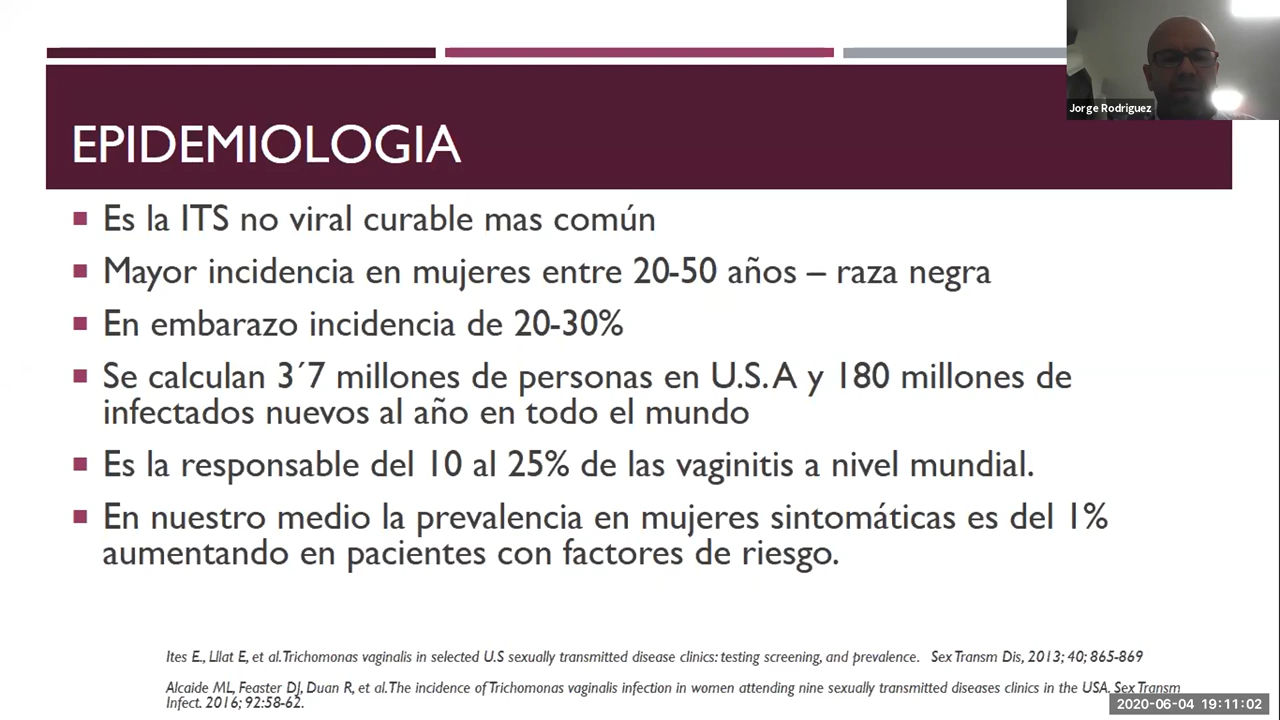 Jorge Rodriguez
EPIDEMIOLOGIA
Es la ITS no viral curable mas común
Mayor incidencia en mujeres entre 20-50 años – raza negra
En embarazo incidencia de 20-30%
Se calculan 3´7 millones de personas en U.S.A y 180 millones de
infectados nuevos al año en todo el mundo
Es la responsable del 10 al 25% de las vaginitis a nivel mundial.
En nuestro medio la prevalencia en mujeres sintomáticas es del 1%
aumentando en pacientes con factores de riesgo.
Ites E., Lllat E, et al. Trichomonas vaginalis in selected U.S sexually transmitted disease clinics: testing screening, and prevalence. Sex Transm Dis, 2013; 40; 865-869
Alcaide ML, Feaster DJ, Duan R, et al. The incidence of Trichomonas vaginalis infection in women attending nine sexually transmitted diseases clinics in the USA. Sex Transm
Infect. 2016; 92:58-62.
2020-06-04 19:11:02